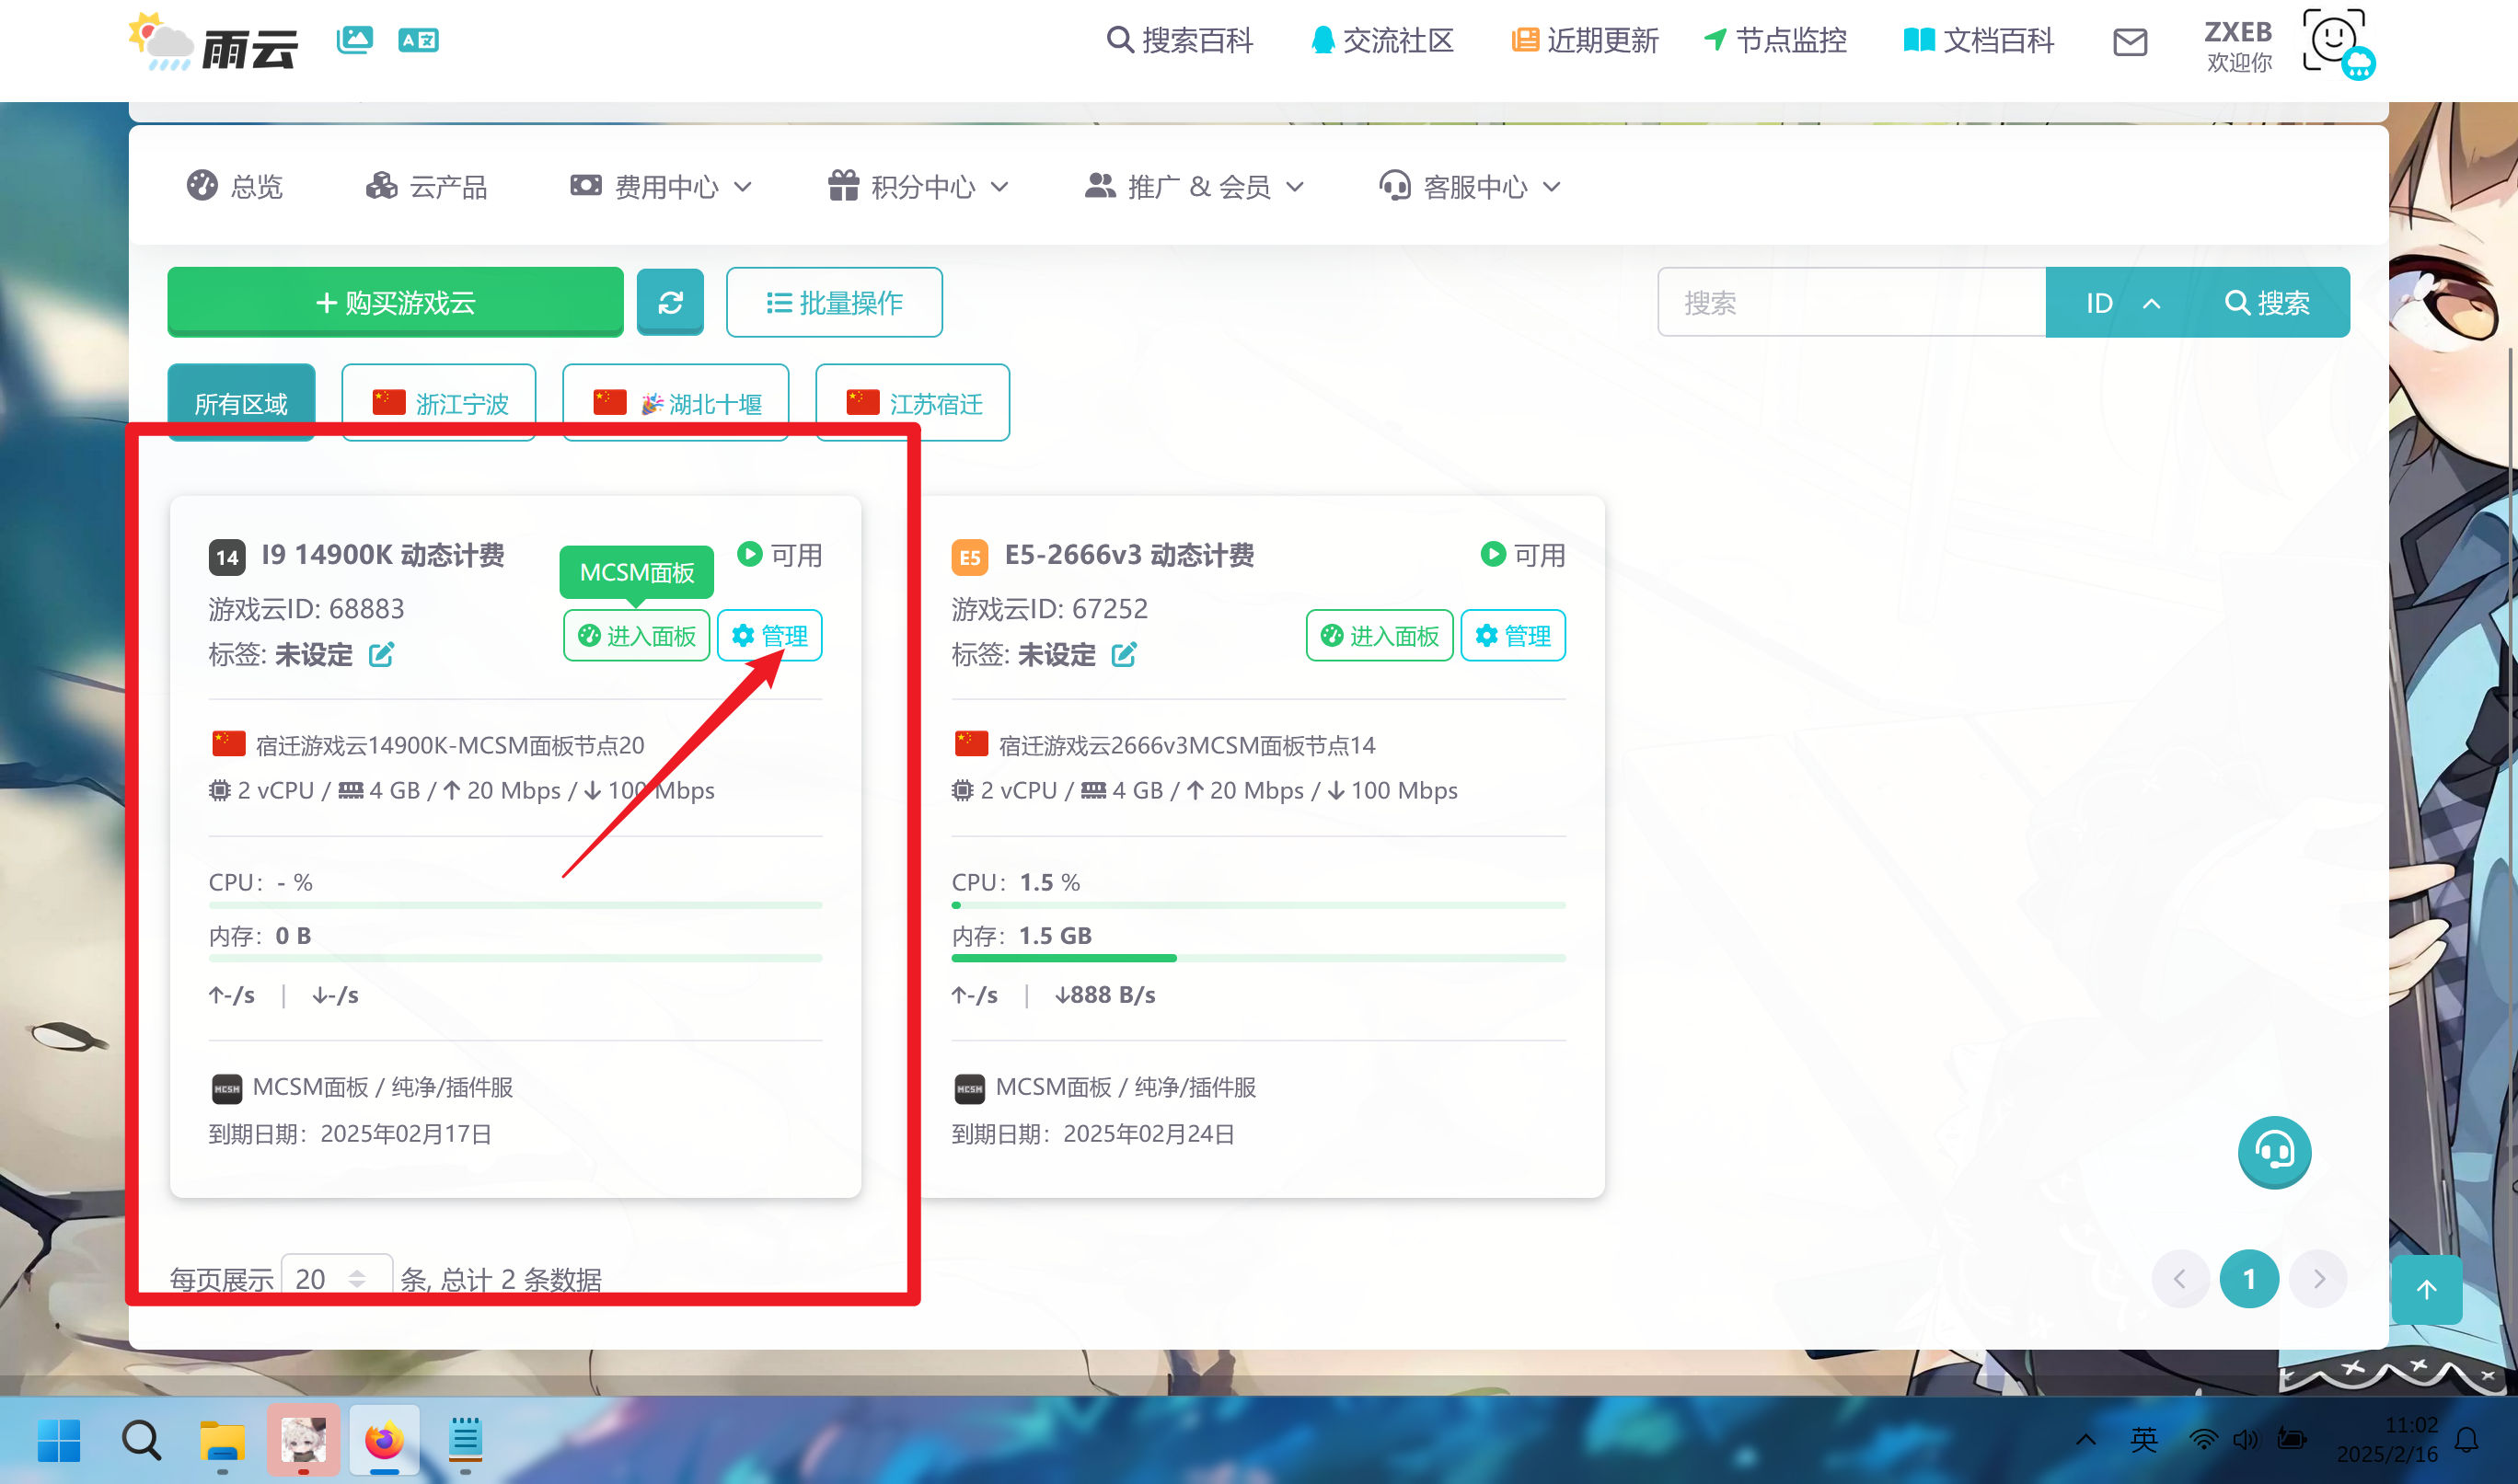 雨云
搜索百科
交流社区
近期更新
节点监控
文档百科
ZXEB
欢迎你
总览
云产品
费用中心
积分中心
推广 & 会员
客服中心
购买游戏云
批量操作
搜索
ID
搜索
所有区域
浙江宁波
🎉湖北十堰
江苏宿迁
14 I9 14900K 动态计费
MCSM面板
可用
游戏云ID: 68883
标签: 未设定
进入面板
管理
宿迁游戏云14900K-MCSM面板节点20
2 vCPU / 4 GB / ↑ 20 Mbps / ↓ 100 Mbps
CPU：- %
内存：0 B
↑-/s | ↓-/s
MCSM MCSM面板 / 纯净/插件服
到期日期：2025年02月17日
E5 E5-2666v3 动态计费
可用
游戏云ID: 67252
标签: 未设定
进入面板
管理
宿迁游戏云2666v3MCSM面板节点14
2 vCPU / 4 GB / ↑ 20 Mbps / ↓ 100 Mbps
CPU：1.5 %
内存：1.5 GB
↑-/s | ↓888 B/s
MCSM MCSM面板 / 纯净/插件服
到期日期：2025年02月24日
每页展示 20 条, 总计 2 条数据
1
英
11:02
2025/2/16